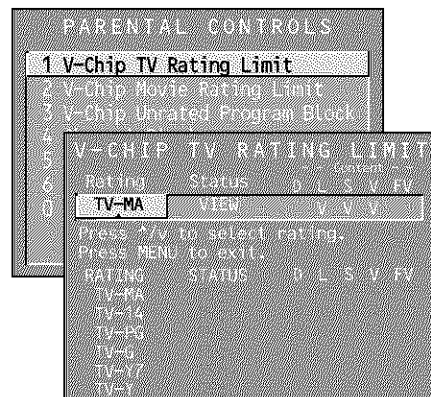 PARENTAL CONTROLS
1 V-Chip TV Rating Limit
2 V-Chip Movie Rating Limit
3 V-Chip Unrated Program Block
4
5
6
0
V-CHIP TV RATING LIMIT
- Content -
Rating Status D L S V FV
TV-MA VIEW V V V
Press ^/v to select rating.
Press MENU to exit.
RATING STATUS D L S V FV
TV-MA
TV-14
TV-PG
TV-G
TV-Y7
TV-Y